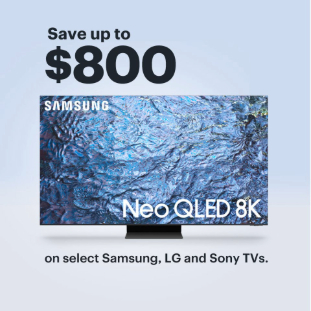 Save up to
$800
SAMSUNG
Neo QLED 8K
on select Samsung, LG and Sony TVs.